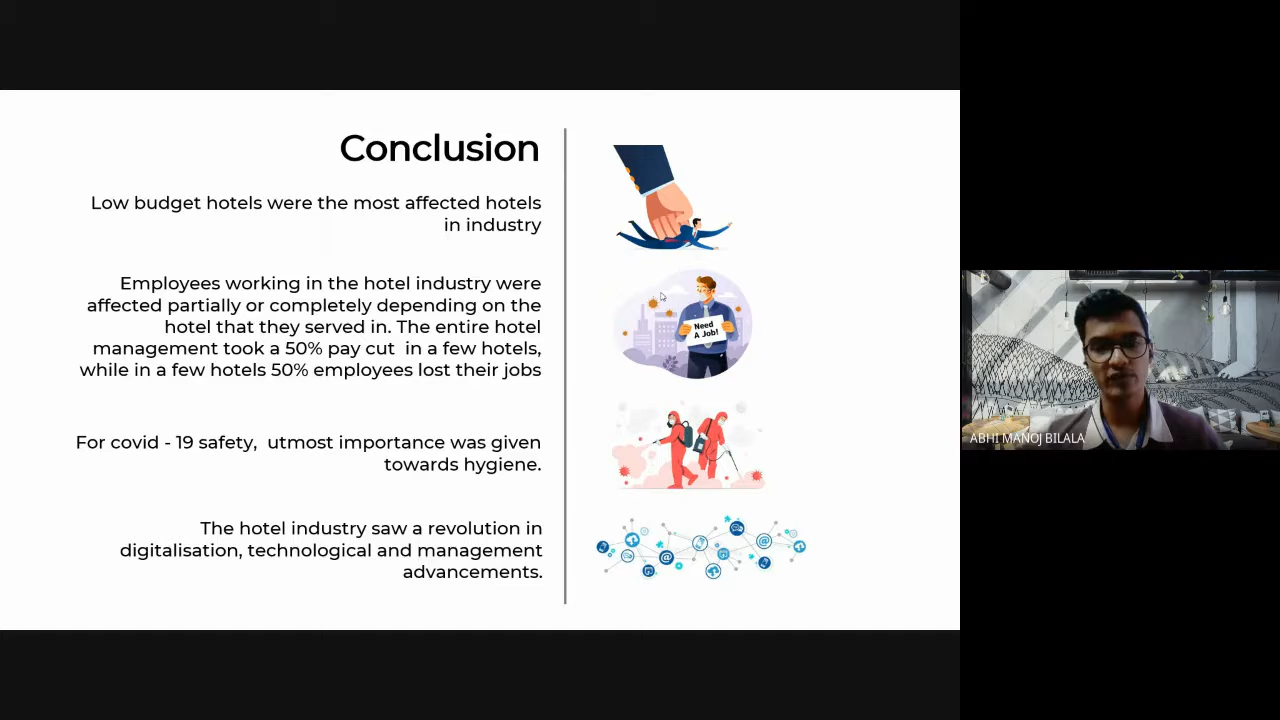 Conclusion
Low budget hotels were the most affected hotels
in industry
Employees working in the hotel industry were
affected partially or completely depending on the
hotel that they served in. The entire hotel
management took a 50% pay cut  in a few hotels,
while in a few hotels 50% employees lost their jobs
Need
A Job!
For covid - 19 safety,  utmost importance was given
towards hygiene.
The hotel industry saw a revolution in
digitalisation, technological and management
advancements.
ABHI MANOJ BILALA